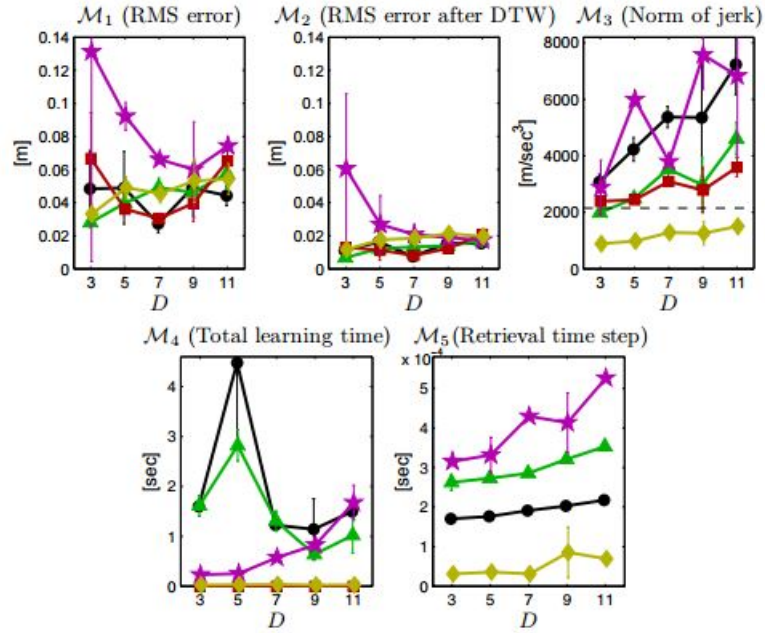 M₁ (RMS error)
0.14
0.12
0.1
0.08
0.06
0.04
0.02
0
[m]
3 5 7 9 11
D
M₂ (RMS error after DTW)
0.14
0.12
0.1
0.08
0.06
0.04
0.02
0
[m]
3 5 7 9 11
D
M₃ (Norm of jerk)
8000
6000
4000
2000
0
[m/sec³]
3 5 7 9 11
D
M₄ (Total learning time)
4
3
2
1
0
[sec]
3 5 7 9 11
D
M₅(Retrieval time step)
x 10⁻⁴
5
4
3
2
1
0
[sec]
3 5 7 9 11
D